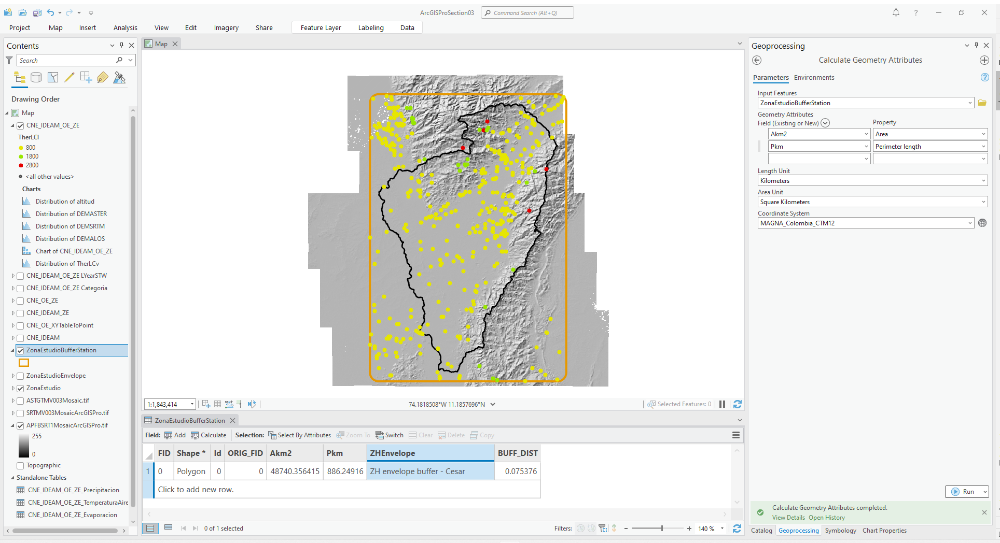 ArcGISProSection03
Command Search (Alt+Q)
?
Project Map Insert Analysis View Edit Imagery Share Feature Layer Labeling Data
Contents
Search
Drawing Order
Map
CNE_IDEAM_OE_ZE
TherLCI
800
1800
2800
<all other values>
Charts
Distribution of altitud
Distribution of DEMASTER
Distribution of DEMSRTM
Distribution of DEMALOS
Chart of CNE_IDEAM_OE_ZE
Distribution of TherLCv
CNE_IDEAM_OE_ZE LYearSTW
CNE_IDEAM_OE_ZE Categoria
CNE_OE_ZE
CNE_IDEAM_ZE
CNE_OE_XYTableToPoint
CNE_IDEAM
ZonaEstudioBufferStation
ZonaEstudioEnvelope
ZonaEstudio
ASTGTMV003Mosaic.tif
SRTMV003MosaicArcGISPro.tif
APFBSRT1MosaicArcGISPro.tif
255
0
Topographic
Standalone Tables
CNE_IDEAM_OE_ZE_Precipitacion
CNE_IDEAM_OE_ZE_TemperaturaAire
CNE_IDEAM_OE_ZE_Evaporacion
Map
1:1,843,414
74.1818508°W 11.1857696°N
Selected Features: 0
ZonaEstudioBufferStation
Field: Add Calculate Selection: Select By Attributes Zoom To Switch Clear Delete Copy
FID Shape * Id ORIG_FID Akm2 Pkm ZHEnvelope BUFF_DIST
1 0 Polygon 0 0 48740.356415 886.24916 ZH envelope buffer - Cesar 0.075376
Click to add new row.
0 of 1 selected
Filters:
- + 140 %
Geoprocessing
Calculate Geometry Attributes
Parameters Environments
?
Input Features
ZonaEstudioBufferStation
Geometry Attributes
Field (Existing or New) Property
Akm2 Area
Pkm Perimeter length
Length Unit
Kilometers
Area Unit
Square Kilometers
Coordinate System
MAGNA_Colombia_CTM12
Run
Calculate Geometry Attributes completed.
View Details Open History
Catalog Geoprocessing Symbology Chart Properties